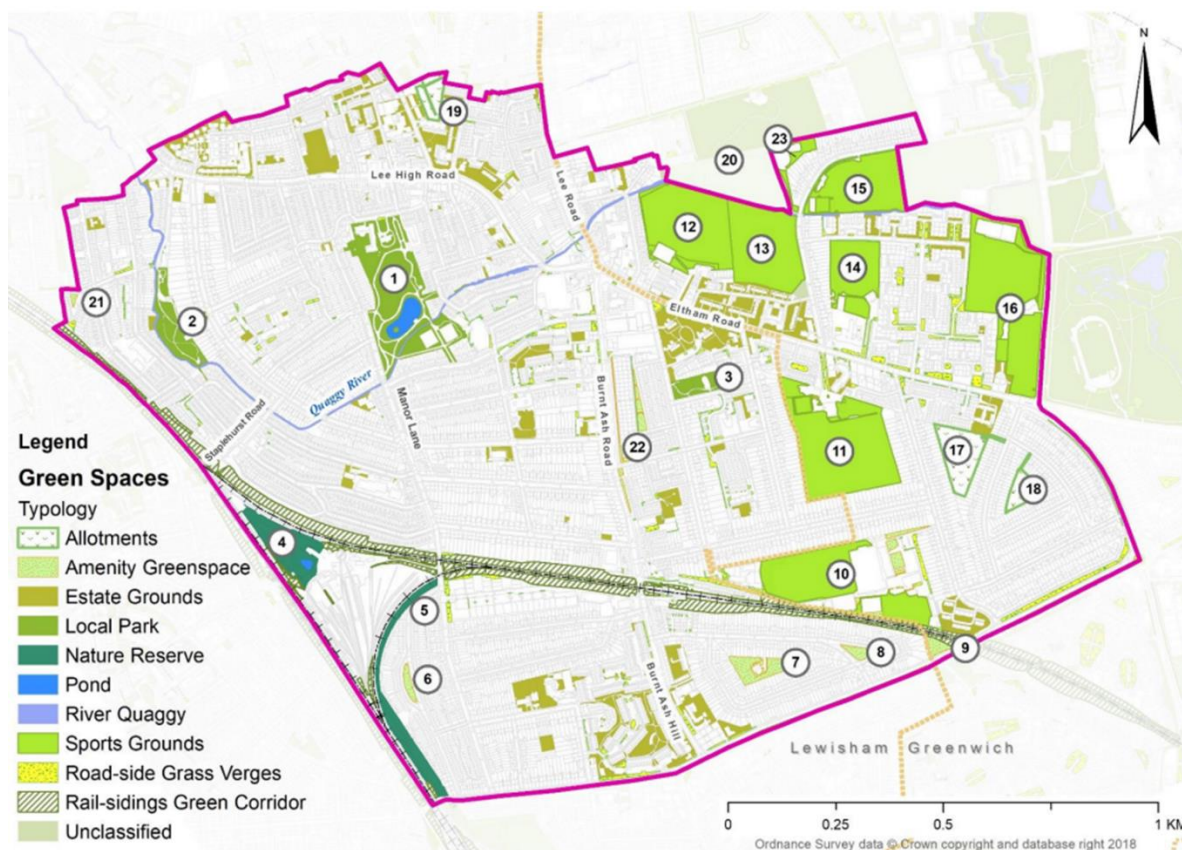 N
19
23
20
Lee High Road
Lee Road
15
12
13
1
14
21
2
16
Eltham Road
3
Quaggy River
Manor Lane
Burnt Ash Road
Staplehurst Road
22
11
17
18
Legend
Green Spaces
Typology
Allotments
Amenity Greenspace
Estate Grounds
Local Park
Nature Reserve
Pond
River Quaggy
Sports Grounds
Road-side Grass Verges
Rail-sidings Green Corridor
Unclassified
4
10
5
9
8
7
6
Burnt Ash Hill
Lewisham
Greenwich
0
0.25
0.5
1 KM
Ordnance Survey data © Crown copyright and database right 2018